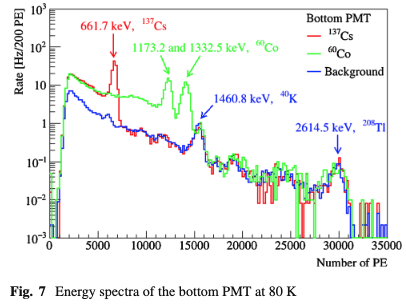 Bottom PMT
¹³⁷Cs
⁶⁰Co
Background
661.7 keV, ¹³⁷Cs
1173.2 and 1332.5 keV, ⁶⁰Co
1460.8 keV, ⁴⁰K
2614.5 keV, ²⁰⁸Tl
Rate [Hz/200 PE]
10³
10²
10
1
10⁻¹
10⁻²
10⁻³
0 5000 10000 15000 20000 25000 30000 35000
Number of PE
Fig. 7 Energy spectra of the bottom PMT at 80 K